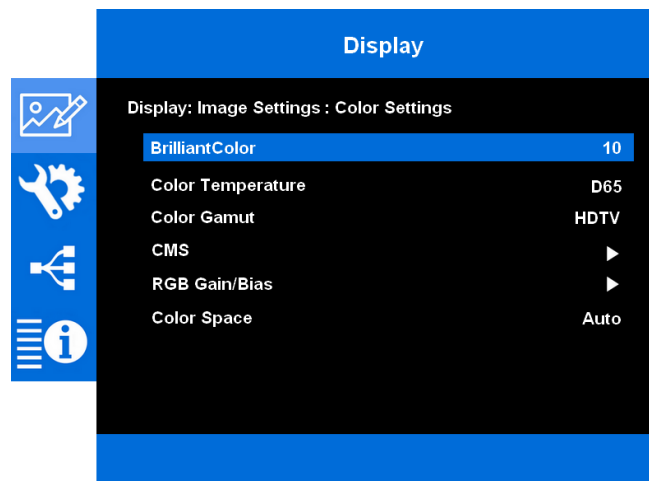 Display
Display: Image Settings : Color Settings
BrilliantColor 10
Color Temperature D65
Color Gamut HDTV
CMS
RGB Gain/Bias
Color Space Auto